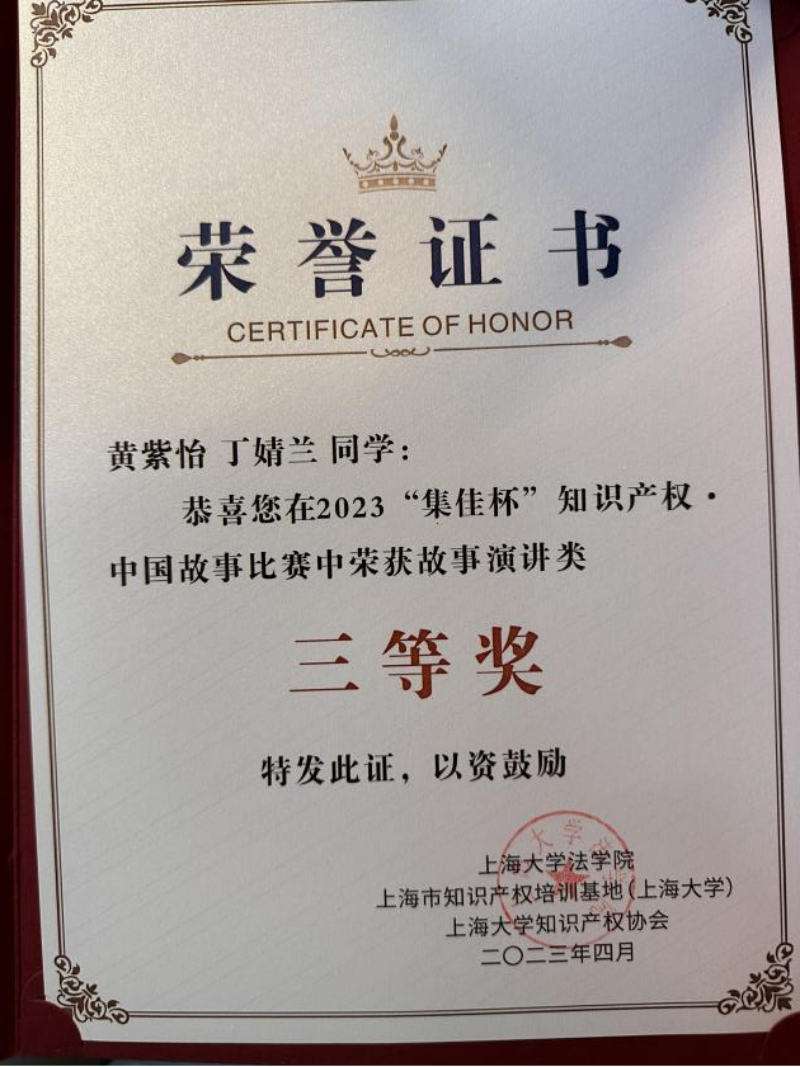 荣誉证书
CERTIFICATE OF HONOR
黄紫怡 丁婧兰 同学：
恭喜您在2023“集佳杯”知识产权·
中国故事比赛中荣获故事演讲类
三等奖
特发此证，以资鼓励
上海大学法学院
上海市知识产权培训基地（上海大学）
上海大学知识产权协会
二〇二三年四月